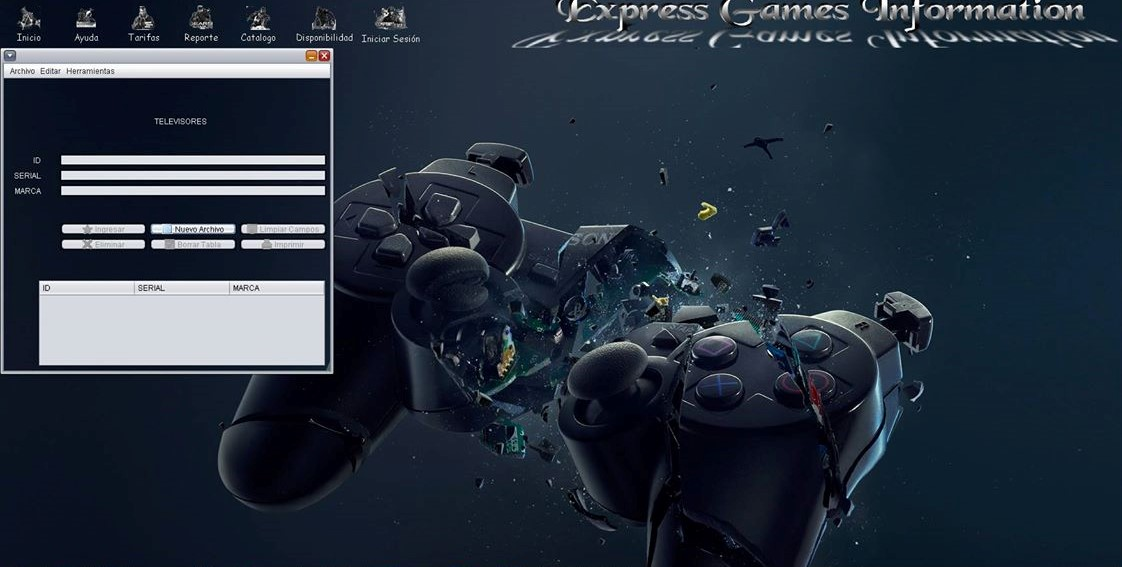 Express Games Information
Inicio Ayuda Tarifas Reporte Catalogo Disponibilidad Iniciar Sesión
Archivo Editar Herramientas
TELEVISORES
ID
SERIAL
MARCA
Ingresar Nuevo Archivo Limpiar Campos
Eliminar Borrar Tabla Imprimir
ID SERIAL MARCA
SONY